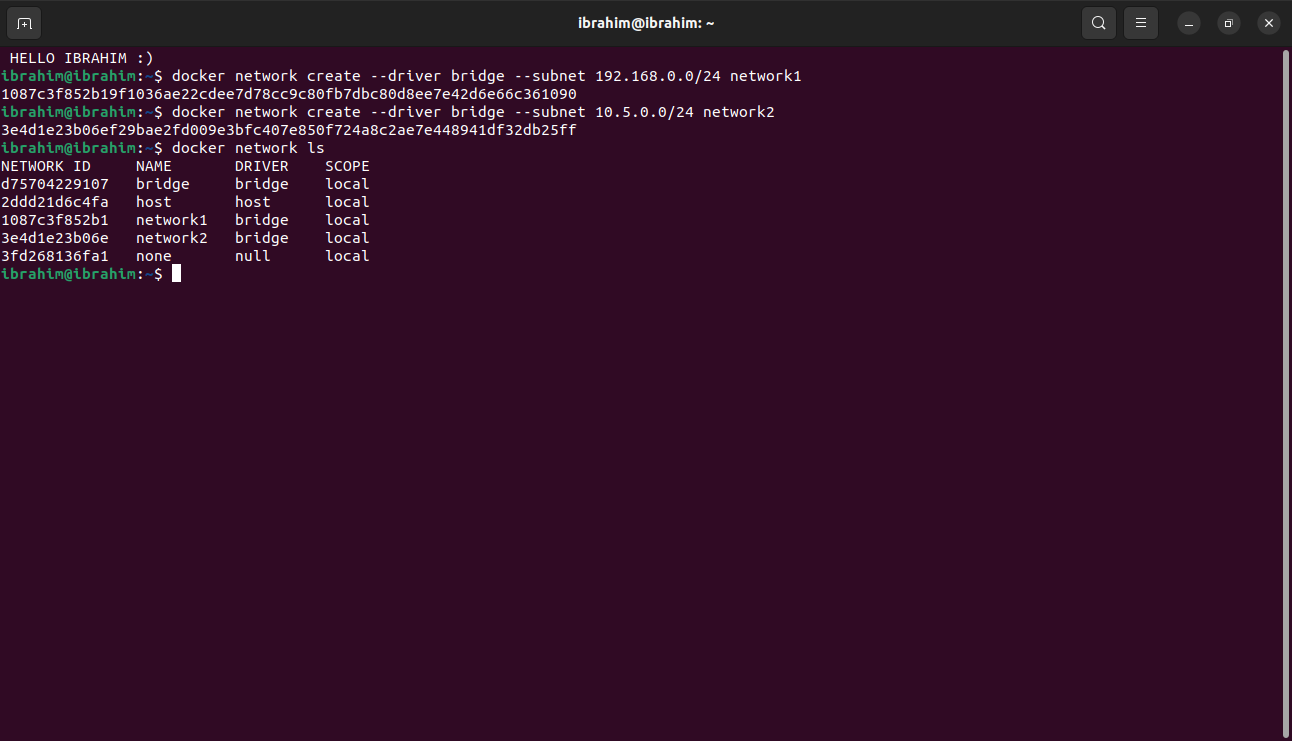 ibrahim@ibrahim: ~
HELLO IBRAHIM :)
ibrahim@ibrahim:~$ docker network create --driver bridge --subnet 192.168.0.0/24 network1
1087c3f852b19f1036ae22cdee7d78cc9c80fb7dbc80d8ee7e42d6e66c361090
ibrahim@ibrahim:~$ docker network create --driver bridge --subnet 10.5.0.0/24 network2
3e4d1e23b06ef29bae2fd009e3bfc407e850f724a8c2ae7e448941df32db25ff
ibrahim@ibrahim:~$ docker network ls
NETWORK ID     NAME       DRIVER    SCOPE
d75704229107   bridge     bridge    local
2ddd21d6c4fa   host       host      local
1087c3f852b1   network1   bridge    local
3e4d1e23b06e   network2   bridge    local
3fd268136fa1   none       null      local
ibrahim@ibrahim:~$